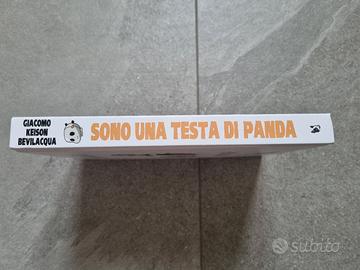 GIACOMO
KEISON
BEVILACQUA
SONO UNA TESTA DI PANDA
subito